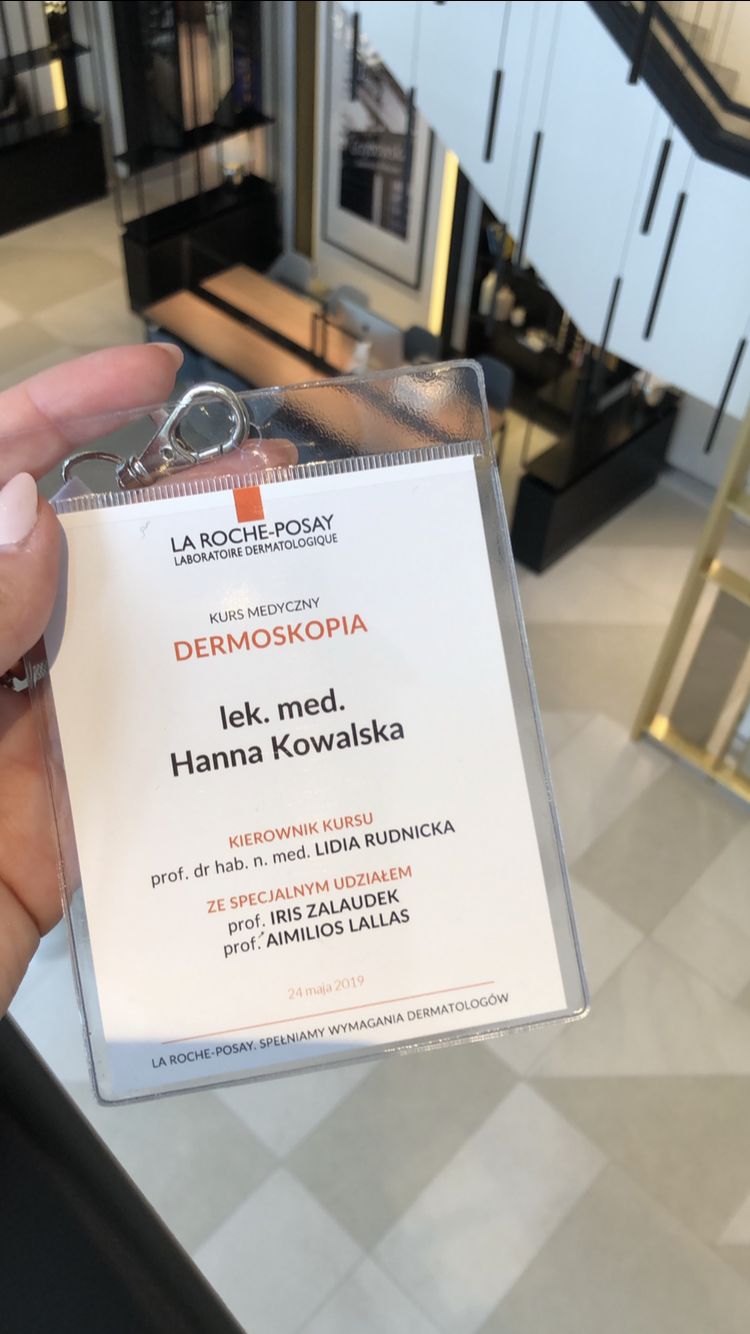 LA ROCHE-POSAY
LABORATOIRE DERMATOLOGIQUE
KURS MEDYCZNY
DERMOSKOPIA
lek. med.
Hanna Kowalska
KIEROWNIK KURSU
prof. dr hab. n. med. LIDIA RUDNICKA
ZE SPECJALNYM UDZIAŁEM
prof. IRIS ZALAUDEK
prof. AIMILIOS LALLAS
24 maja 2019
LA ROCHE-POSAY. SPEŁNIAMY WYMAGANIA DERMATOLOGÓW